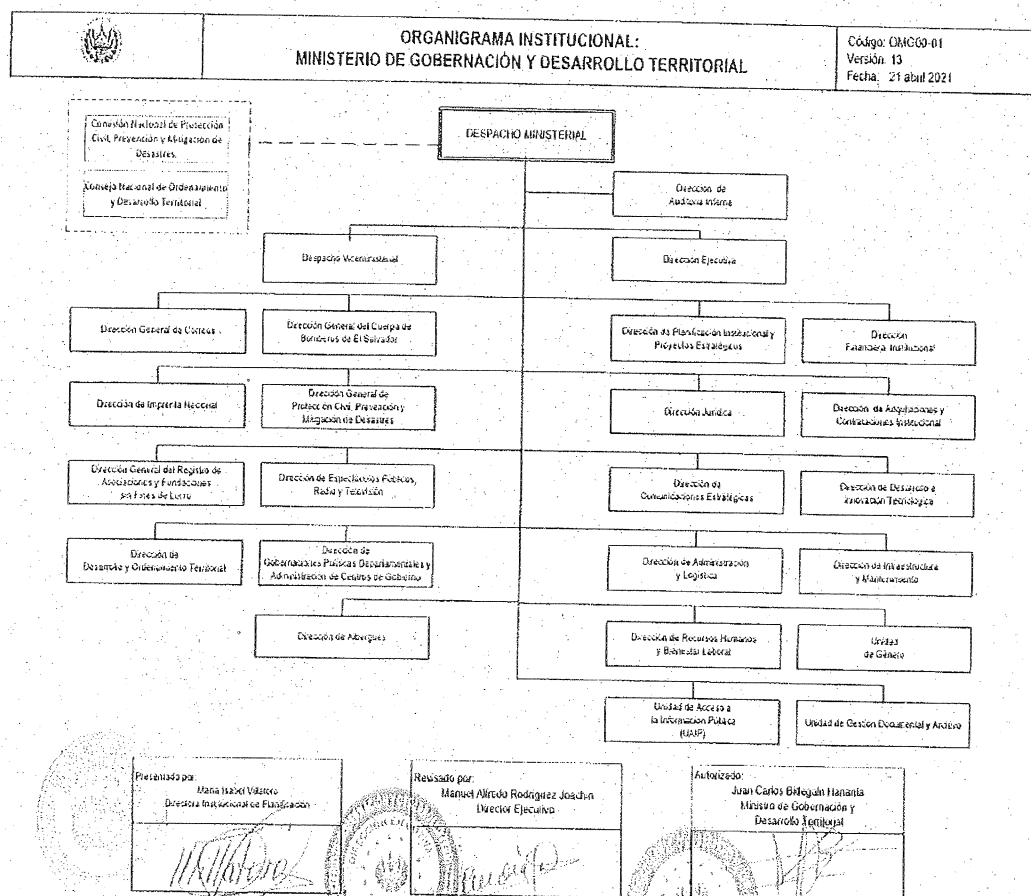 ORGANIGRAMA INSTITUCIONAL:
MINISTERIO DE GOBERNACIÓN Y DESARROLLO TERRITORIAL
Código: OMG00-01
Versión: 13
Fecha: 21 abril 2021
Comisión Nacional de Protección
Civil, Prevención y Mitigación de
Desastres.
Consejo Nacional de Ordenamiento
y Desarrollo Territorial
DESPACHO MINISTERIAL
Dirección de
Auditoría Interna
Despacho Viceministerial
Dirección Ejecutiva
Dirección General de Correos
Dirección General del Cuerpo de
Bomberos de El Salvador
Dirección de Planificación Institucional y
Proyectos Estratégicos
Dirección
Financiera Institucional
Dirección de Imprenta Nacional
Dirección General de
Protección Civil, Prevención y
Mitigación de Desastres
Dirección Jurídica
Dirección de Adquisiciones y
Contrataciones Institucional
Dirección General del Registro de
Asociaciones y Fundaciones
sin Fines de Lucro
Dirección de Espectáculos Públicos,
Radio y Televisión
Dirección de
Comunicaciones Estratégicas
Dirección de Desarrollo e
Innovación Tecnológica
Dirección de
Desarrollo y Ordenamiento Territorial
Dirección de
Gobernaciones Políticas Departamentales y
Administración de Centros de Gobierno
Dirección de Administración
y Logística
Dirección de Infraestructura
y Mantenimiento
Dirección de Albergues
Dirección de Recursos Humanos
y Bienestar Laboral
Unidad
de Género
Unidad de Acceso a
la Información Pública
(UAIP)
Unidad de Gestión Documental y Archivo
Presentado por:
María Isabel Villatoro
Directora Institucional de Planificación
Revisado por:
Manuel Alfredo Rodríguez Joachín
Director Ejecutivo
Autorizado:
Juan Carlos Bidegain Hananía
Ministro de Gobernación y
Desarrollo Territorial